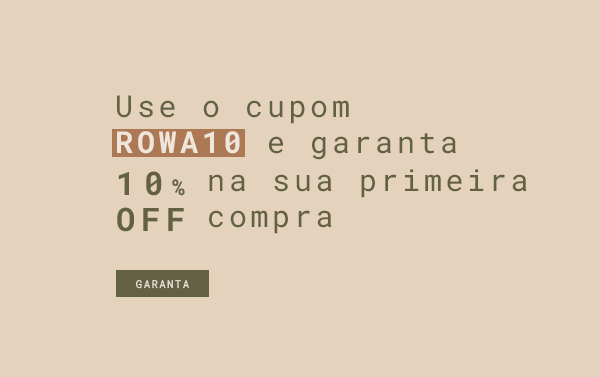 Use o cupom
ROWA10 e garanta
10% na sua primeira
OFF compra
GARANTA